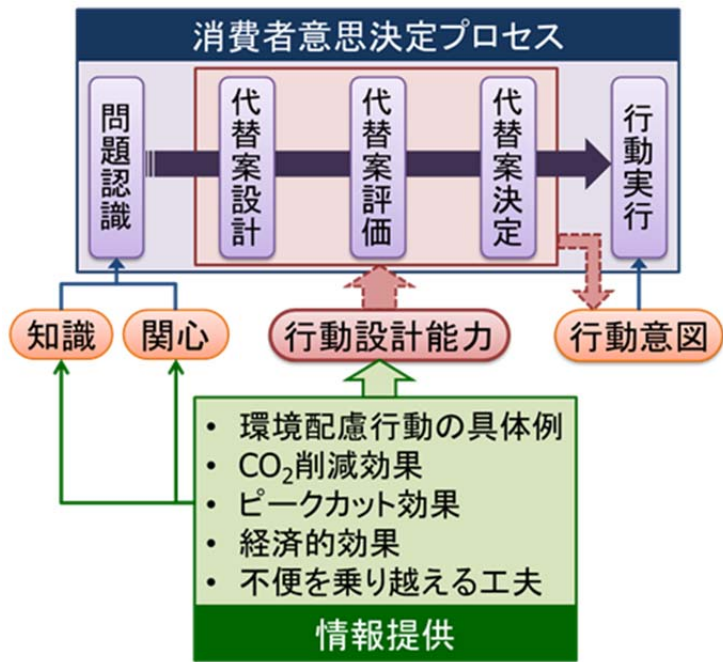 消費者意思決定プロセス
問題認識
代替案設計
代替案評価
代替案決定
行動実行
知識
関心
行動設計能力
行動意図
• 環境配慮行動の具体例
• CO₂削減効果
• ピークカット効果
• 経済的効果
• 不便を乗り越える工夫
情報提供